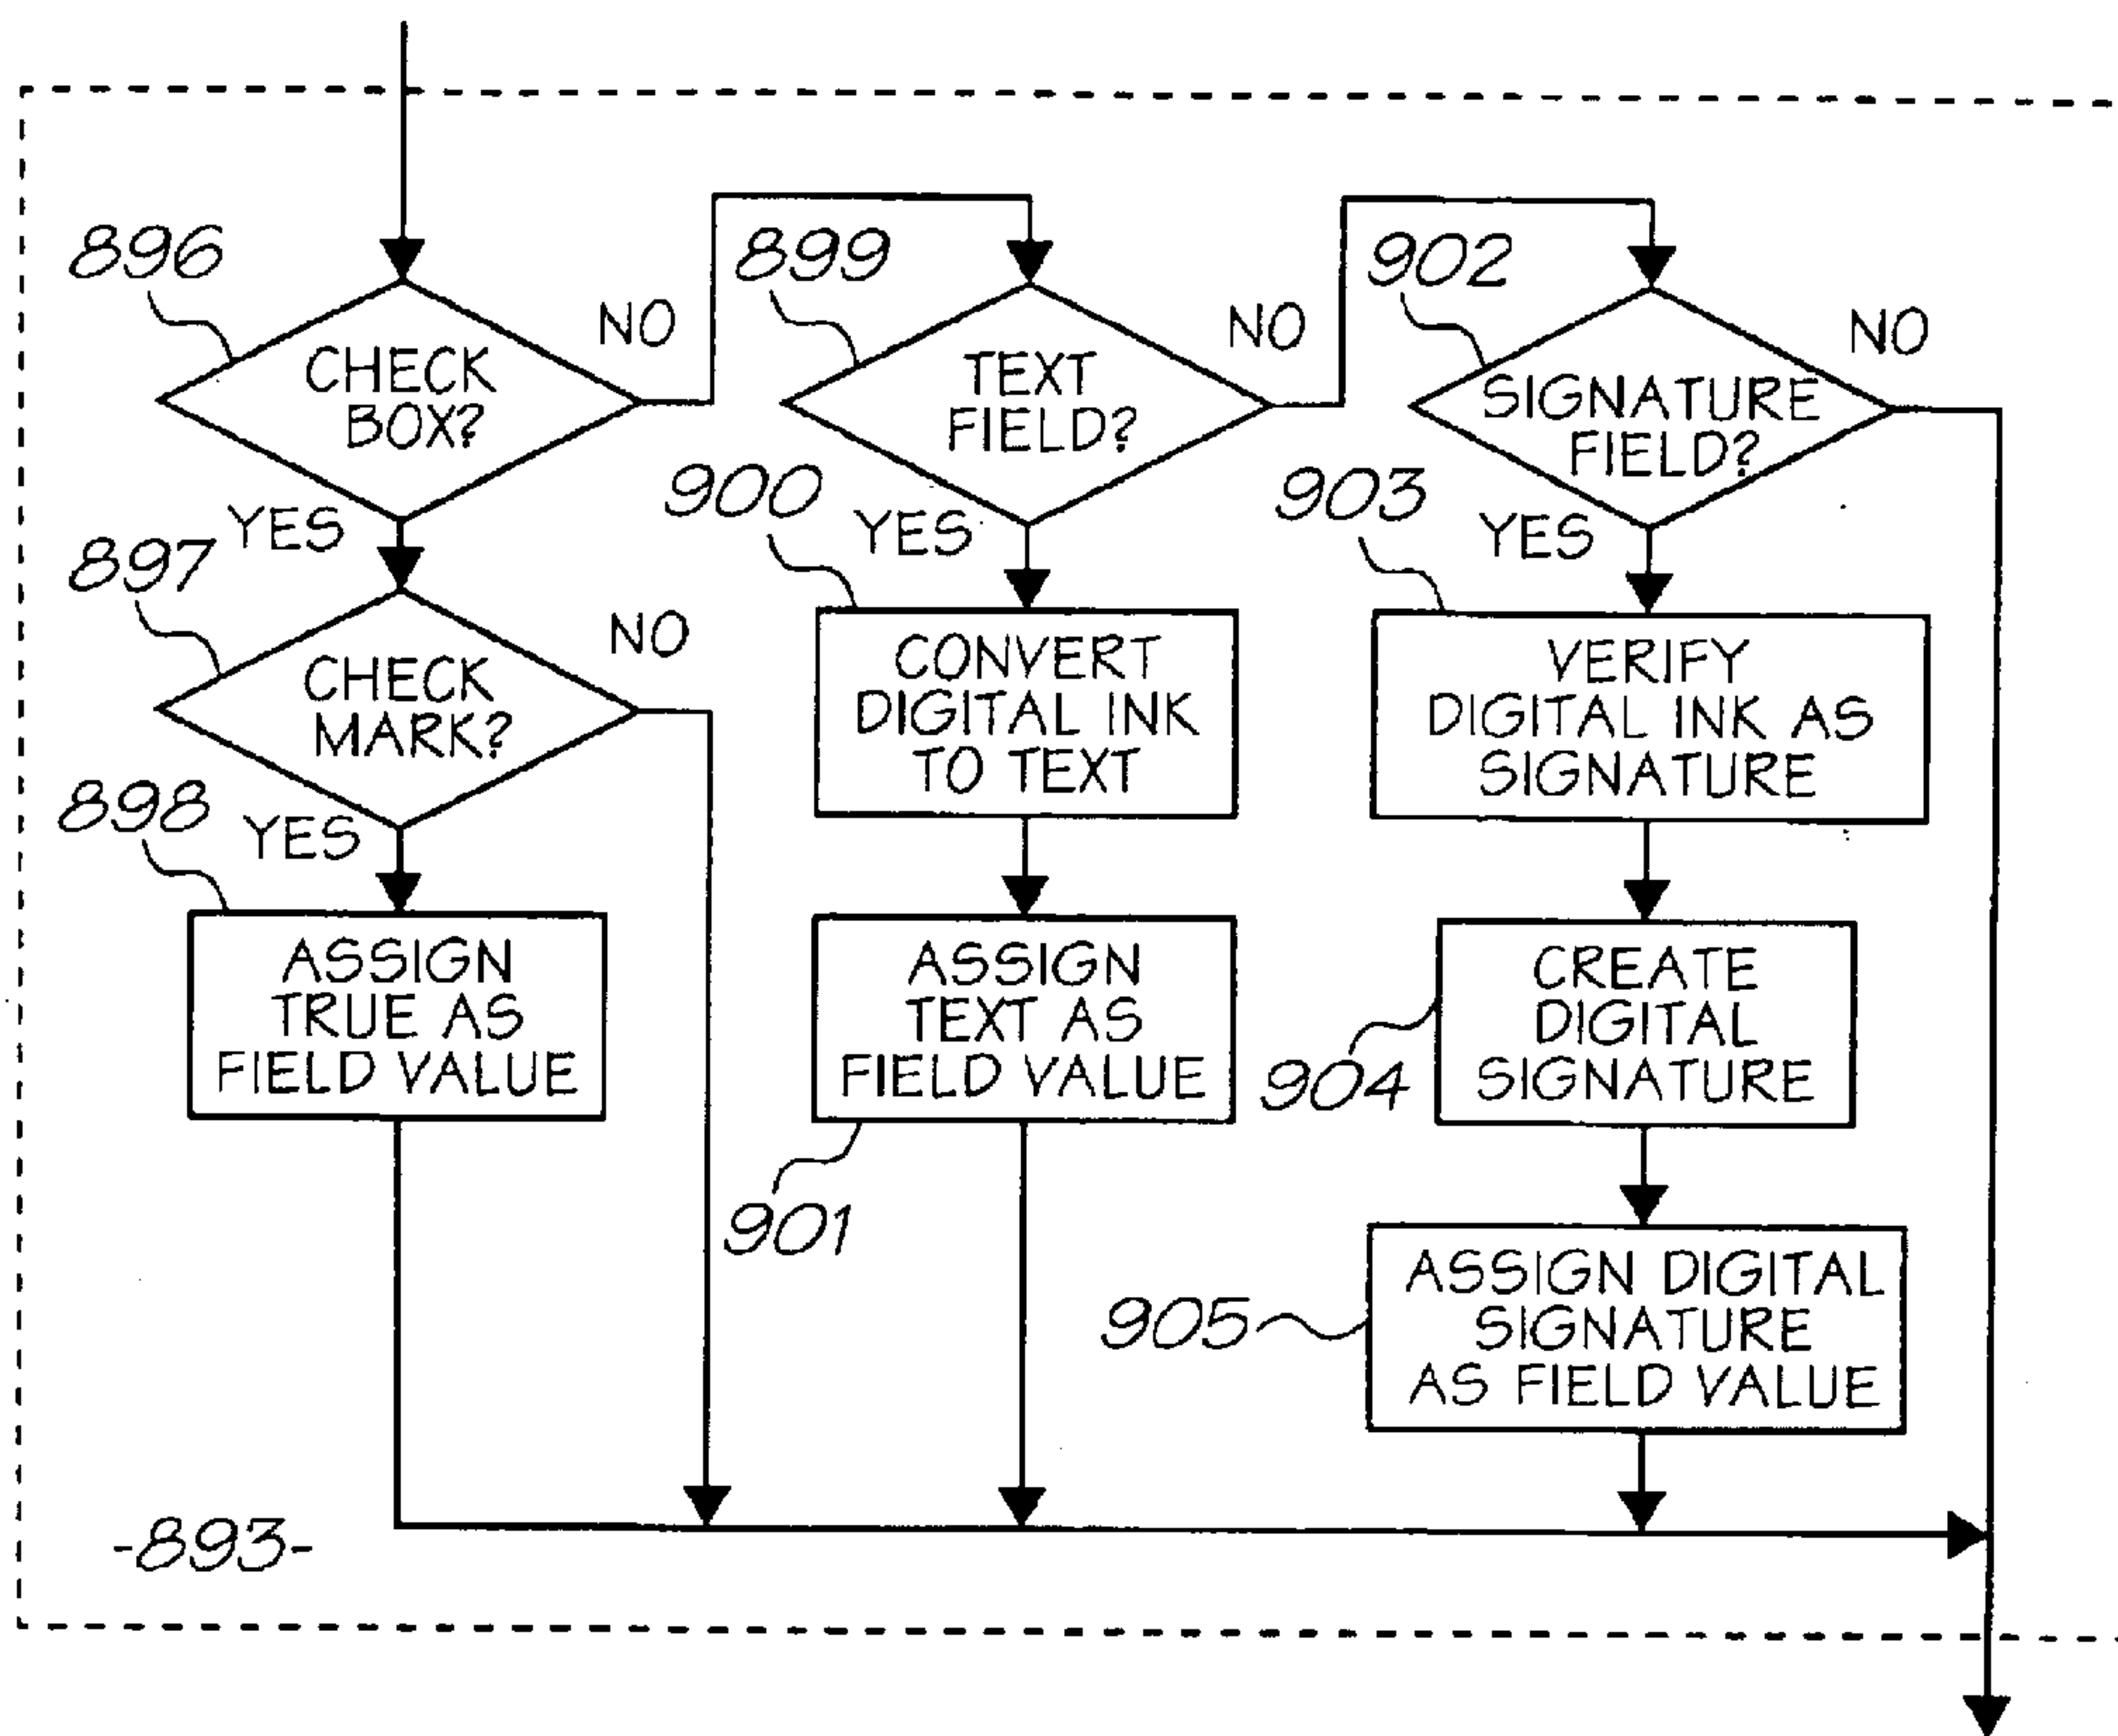 896
CHECK
BOX?
NO
YES
897
CHECK
MARK?
NO
YES
898
ASSIGN
TRUE AS
FIELD VALUE
899
TEXT
FIELD?
NO
YES
900
CONVERT
DIGITAL INK
TO TEXT
ASSIGN
TEXT AS
FIELD VALUE
901
902
SIGNATURE
FIELD?
NO
YES
903
VERIFY
DIGITAL INK AS
SIGNATURE
CREATE
DIGITAL
SIGNATURE
904
ASSIGN DIGITAL
SIGNATURE
AS FIELD VALUE
905
-893-